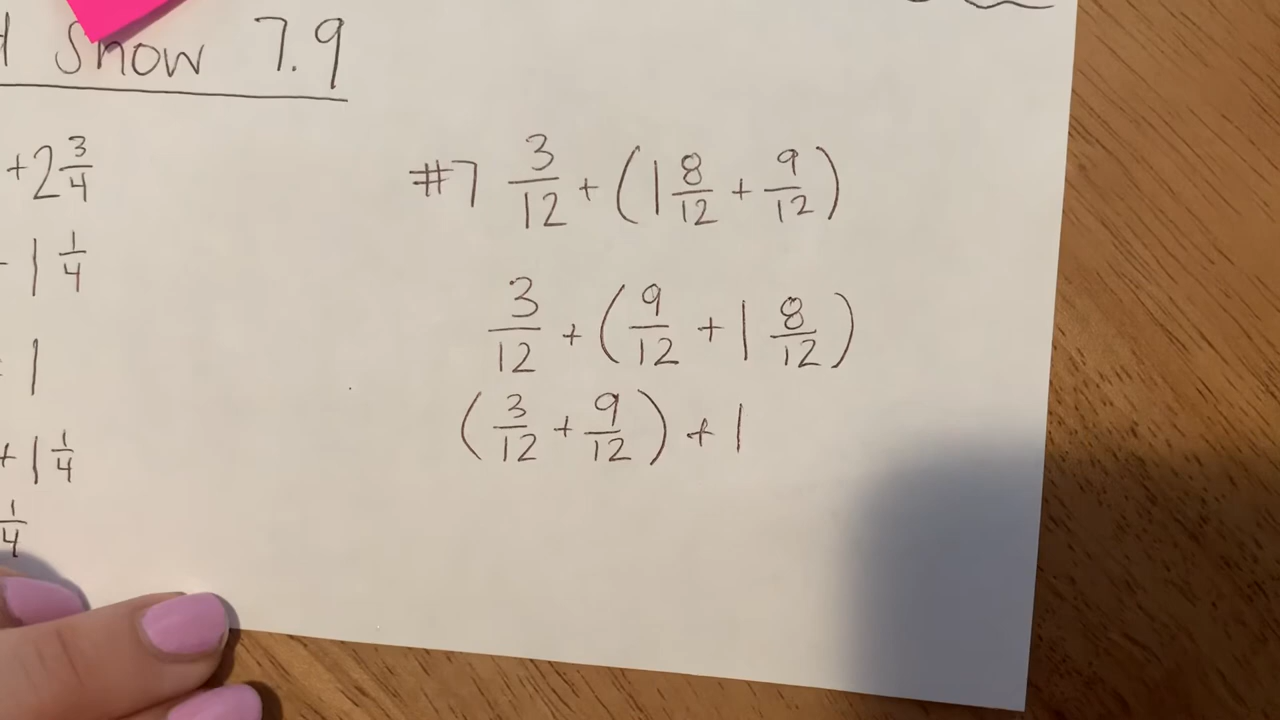 Show 7.9
+2 3/4
- 1 1/4
= 1
+ 1 1/4
1/4
#7 3/12 + (1 8/12 + 9/12)
3/12 + (9/12 + 1 8/12)
(3/12 + 9/12) + 1